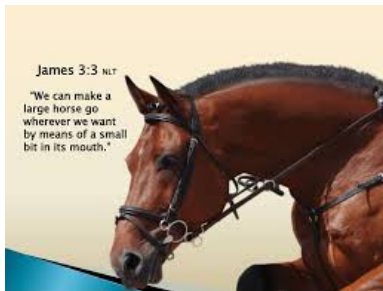 James 3:3 NLT
"We can make a
large horse go
wherever we want
by means of a small
bit in its mouth."